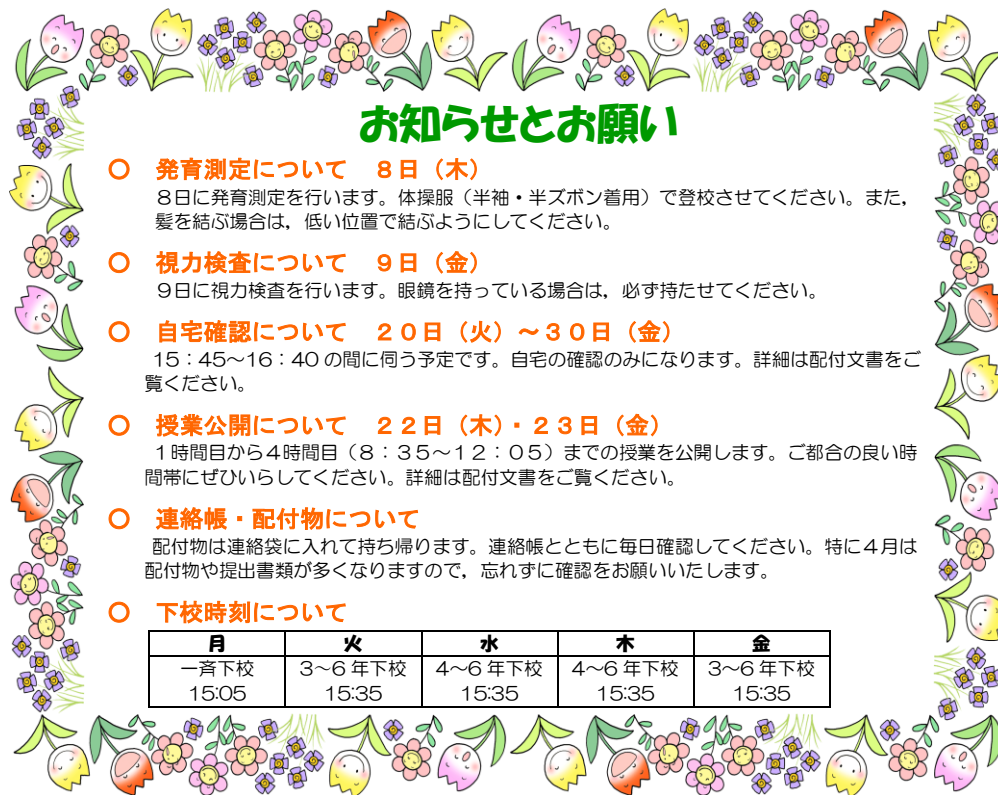 お知らせとお願い
○　発育測定について　８日（木）
８日に発育測定を行います。体操服（半袖・半ズボン着用）で登校させてください。また，
髪を結ぶ場合は，低い位置で結ぶようにしてください。
○　視力検査について　９日（金）
９日に視力検査を行います。眼鏡を持っている場合は，必ず持たせてください。
○　自宅確認について　２０日（火）～３０日（金）
15：45～16：40の間に伺う予定です。自宅の確認のみになります。詳細は配付文書をご
覧ください。
○　授業公開について　２２日（木）・２３日（金）
１時間目から４時間目（８：３５～１２：０５）までの授業を公開します。ご都合の良い時
間帯にぜひいらしてください。詳細は配付文書をご覧ください。
○　連絡帳・配付物について
配付物は連絡袋に入れて持ち帰ります。連絡帳とともに毎日確認してください。特に４月は
配付物や提出書類が多くなりますので，忘れずに確認をお願いいたします。
○　下校時刻について
月　火　水　木　金
一斉下校　3～6年下校　4～6年下校　4～6年下校　3～6年下校
15:05　15:35　15:35　15:35　15:35